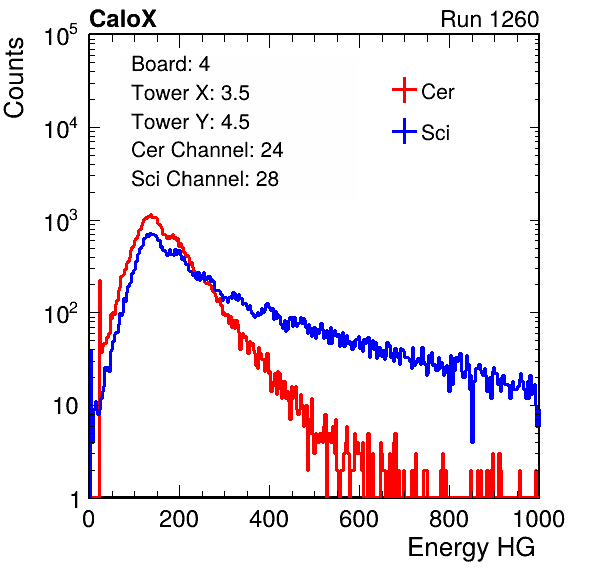 CaloX Run 1260
Counts
Board: 4
Tower X: 3.5
Tower Y: 4.5
Cer Channel: 24
Sci Channel: 28
Cer
Sci
10^5
10^4
10^3
10^2
10
1
0 200 400 600 800 1000
Energy HG